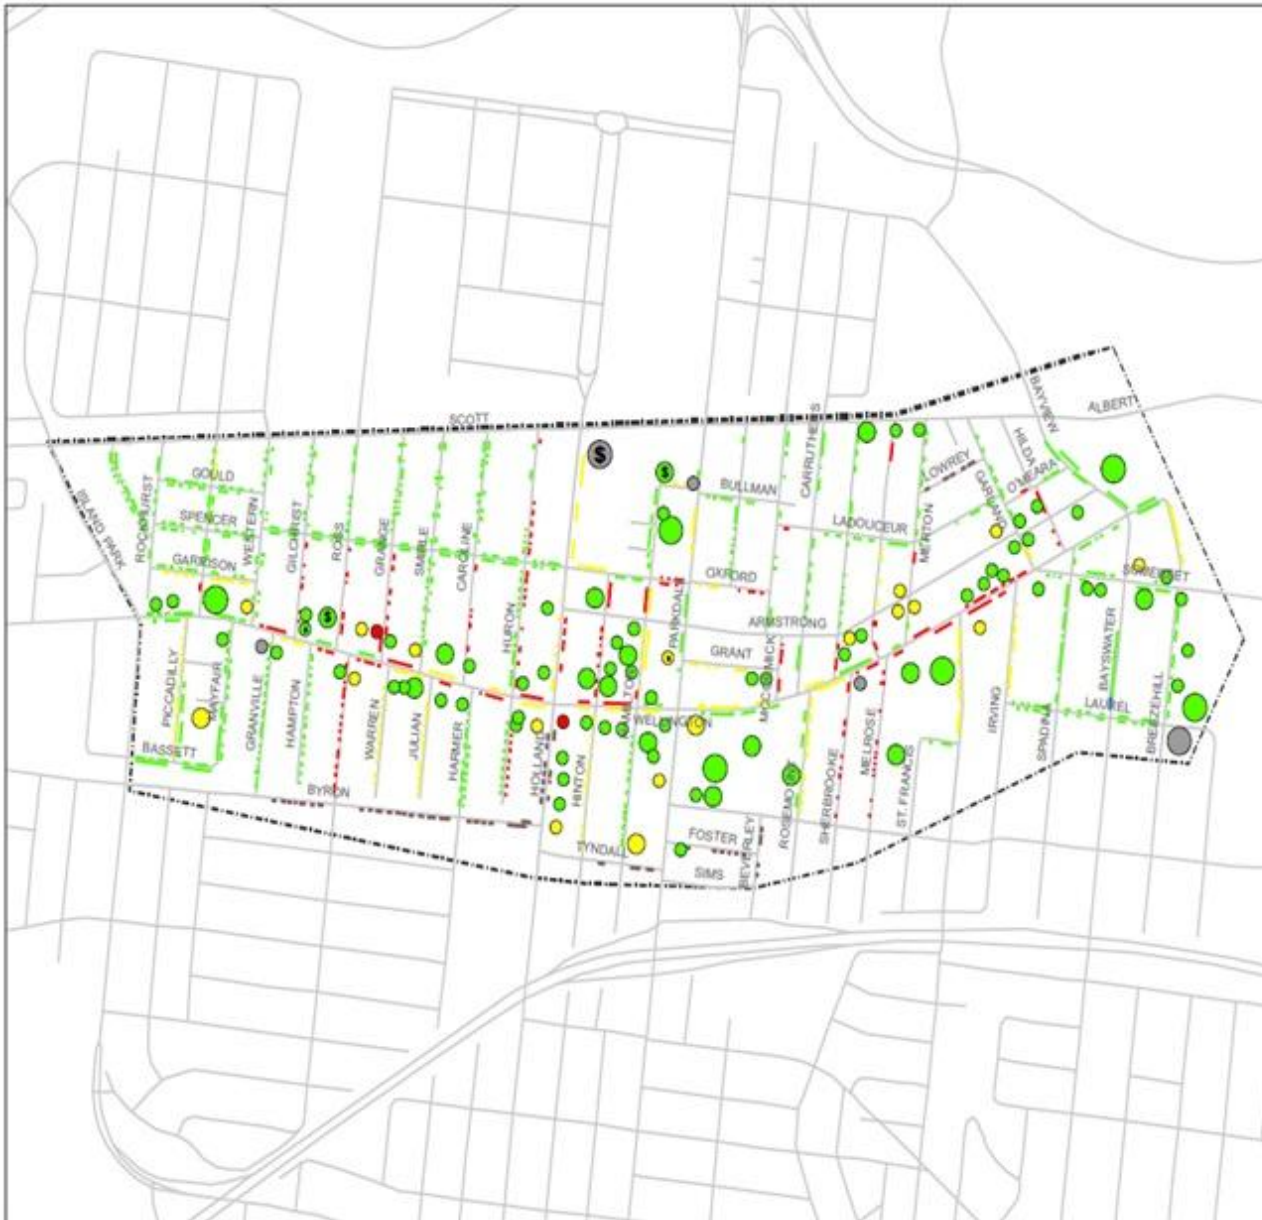 SCOTT
ALBERT
BAYVIEW
HILDA
O'MEARA
LOWREY
GARLAND
CARRUTHERS
GOULD
ISLAND PARK
ROCKHURST
SPENCER
WESTERN
GILCHRIST
ROSS
GRANGE
SMIRLE
CAROLINE
BULLMAN
LADOUCEUR
MERTON
GARRISON
OXFORD
SOMERSET
HURON
PARKDALE
ARMSTRONG
GRANT
MCCORMICK
PICCADILLY
MAYFAIR
GRANVILLE
HAMPTON
WARREN
JULIAN
HARMER
HOLLAND
HINTON
HAMILTON
WELLINGTON
MELROSE
IRVING
SPADINA
BAYSWATER
LAUREL
BREEZEHILL
BASSETT
BYRON
SHERBROOKE
ST. FRANCIS
ROSEMOUNT
TYNDALL
FOSTER
BEVERLEY
SIMS
$
$
$